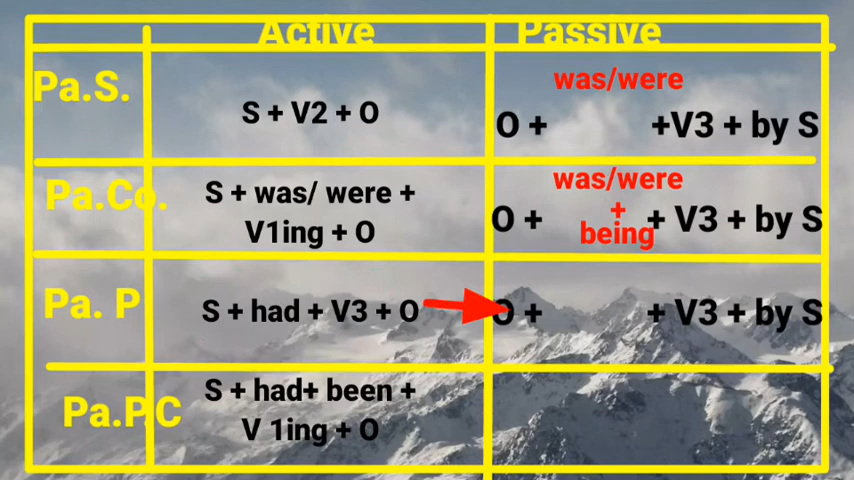 Active Passive
Pa.S. S + V2 + O was/were
O + +V3 + by S
Pa.Co. S + was/ were +
V1ing + O was/were
+
being
O + + V3 + by S
Pa. P S + had + V3 + O O + + V3 + by S
Pa.P.C S + had+ been +
V 1ing + O